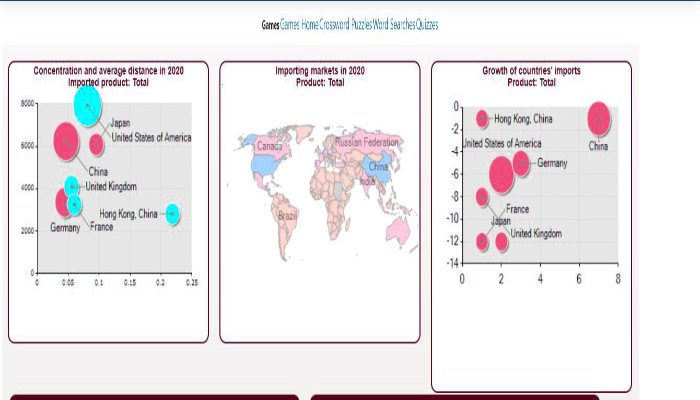 Games Games Home Crossword Puzzles Word Searches Quizzes
Concentration and average distance in 2020
Imported product: Total
8000
6000
4000
2000
0
0 0.05 0.1 0.15 0.2 0.25
Japan
United States of America
China
United Kingdom
Hong Kong, China
Germany
France
Importing markets in 2020
Product: Total
Canada
Russian Federation
China
India
Brazil
Growth of countries' imports
Product: Total
0
-2
-4
-6
-8
-10
-12
-14
0 2 4 6 8
Hong Kong, China
China
United States of America
Germany
France
Japan
United Kingdom